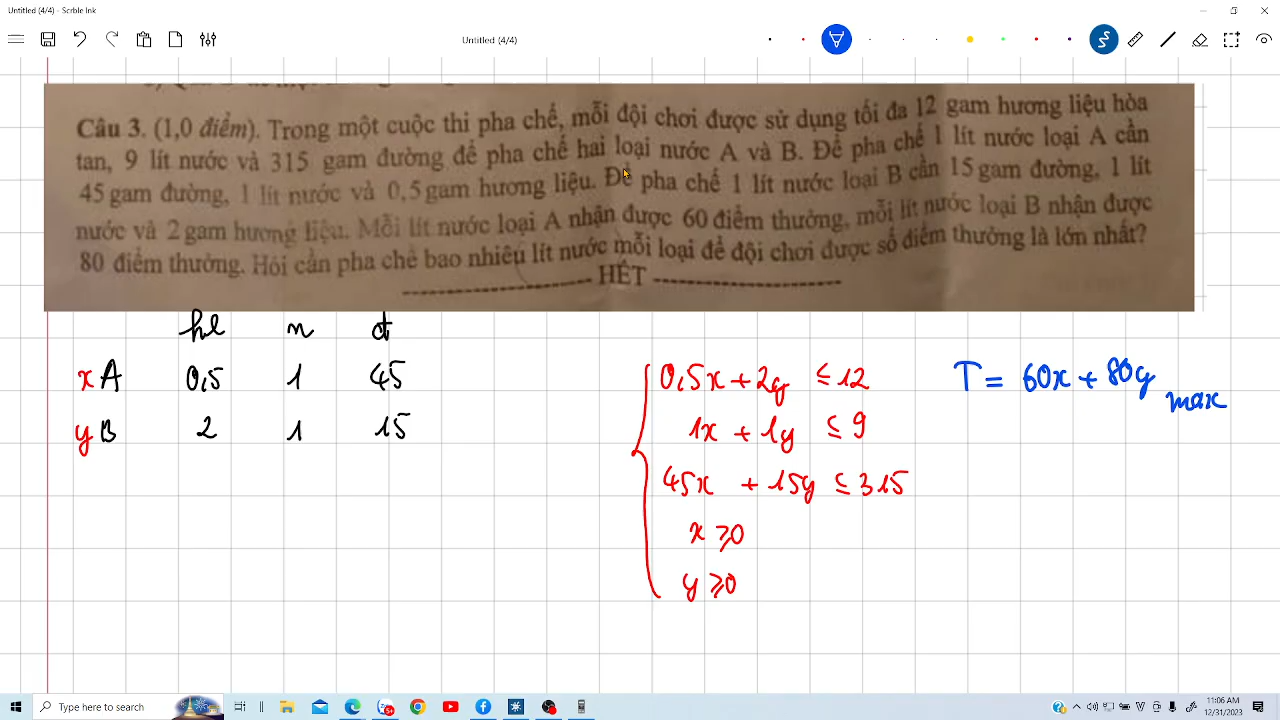 Untitled (4/4) - Scrble Ink
Untitled (4/4)
Câu 3. (1,0 điểm). Trong một cuộc thi pha chế, mỗi đội chơi được sử dụng tối đa 12 gam hương liệu hòa
tan, 9 lít nước và 315 gam đường để pha chế hai loại nước A và B. Để pha chế 1 lít nước loại A cần
45 gam đường, 1 lít nước và 0,5 gam hương liệu. Để pha chế 1 lít nước loại B cần 15 gam đường, 1 lít
nước và 2 gam hương liệu. Mỗi lít nước loại A nhận được 60 điểm thưởng, mỗi lít nước loại B nhận được
80 điểm thưởng. Hỏi cần pha chế bao nhiêu lít nước mỗi loại để đội chơi được số điểm thưởng là lớn nhất?
HẾT
hl n đ
x A 0,5 1 45
y B 2 1 15
0,5x + 2y ≤ 12
1x + 1y ≤ 9
45x + 15y ≤ 315
x ≥ 0
y ≥ 0
T = 60x + 80y
max
Type here to search
11:06 AM
12/31/2023